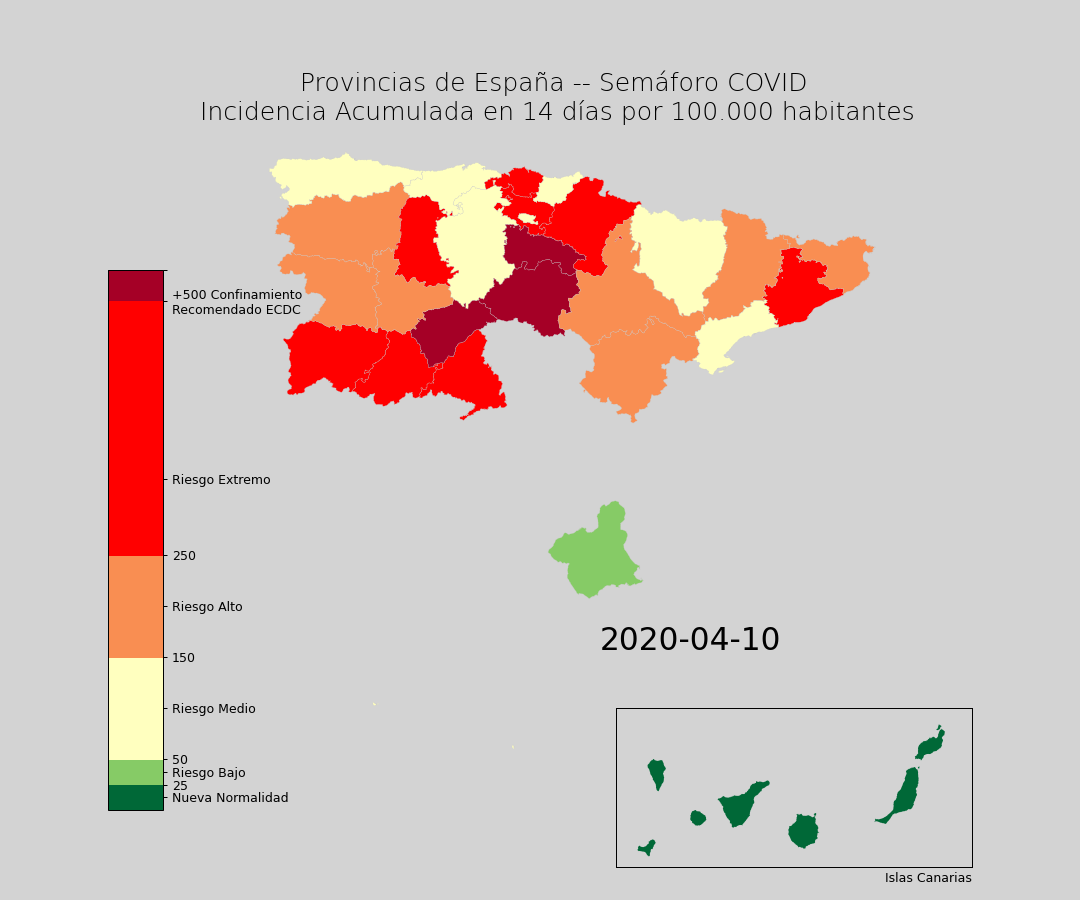 Provincias de España -- Semáforo COVID
Incidencia Acumulada en 14 días por 100.000 habitantes
+500 Confinamiento
Recomendado ECDC
Riesgo Extremo
250
Riesgo Alto
150
Riesgo Medio
50
Riesgo Bajo
25
Nueva Normalidad
2020-04-10
Islas Canarias